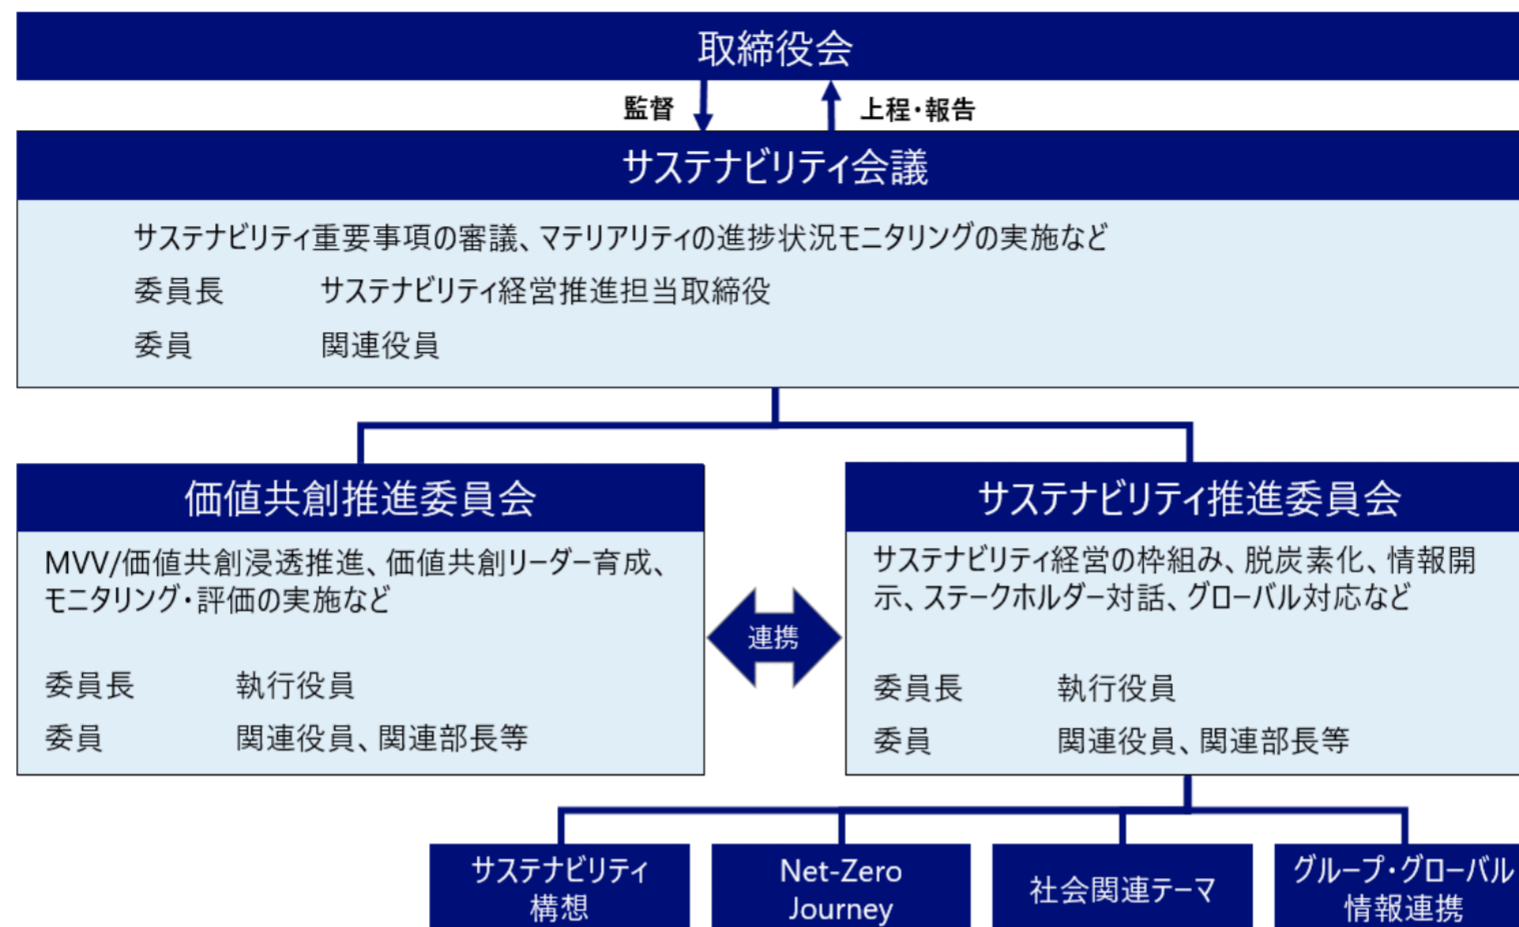 取締役会
監督
上程・報告
サステナビリティ会議
サステナビリティ重要事項の審議、マテリアリティの進捗状況モニタリングの実施など
委員長 サステナビリティ経営推進担当取締役
委員 関連役員
価値共創推進委員会
MVV/価値共創浸透推進、価値共創リーダー育成、
モニタリング・評価の実施など
委員長 執行役員
委員 関連役員、関連部長等
連携
サステナビリティ推進委員会
サステナビリティ経営の枠組み、脱炭素化、情報開
示、ステークホルダー対話、グローバル対応など
委員長 執行役員
委員 関連役員、関連部長等
サステナビリティ
構想
Net-Zero
Journey
社会関連テーマ
グループ・グローバル
情報連携